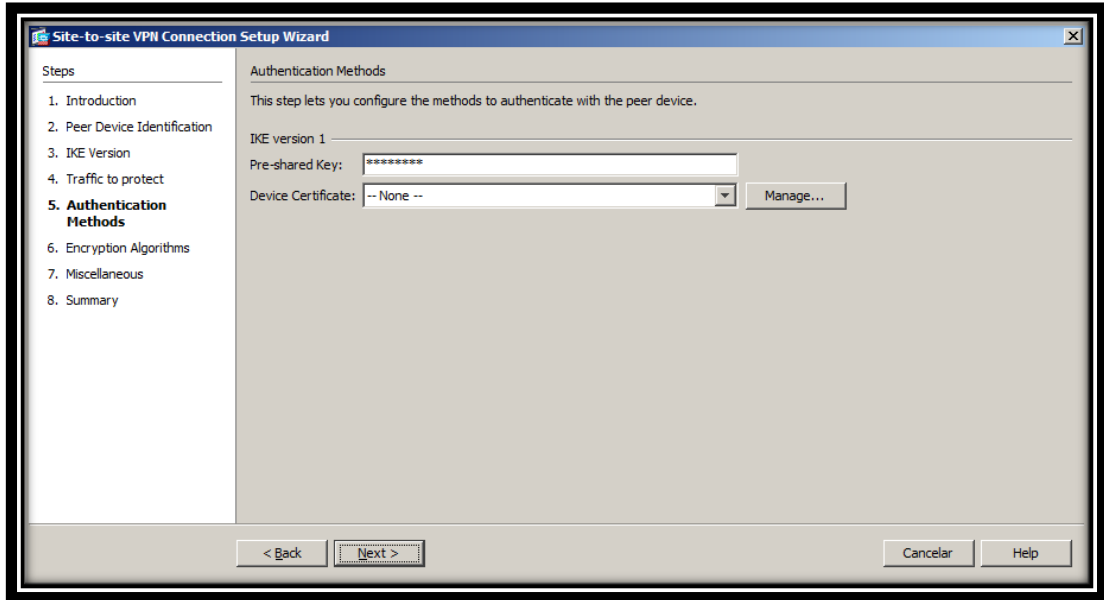 Site-to-site VPN Connection Setup Wizard
Steps
1. Introduction
2. Peer Device Identification
3. IKE Version
4. Traffic to protect
5. Authentication
Methods
6. Encryption Algorithms
7. Miscellaneous
8. Summary
Authentication Methods
This step lets you configure the methods to authenticate with the peer device.
IKE version 1
Pre-shared Key: ********
Device Certificate: -- None -- Manage...
< Back Next > Cancelar Help